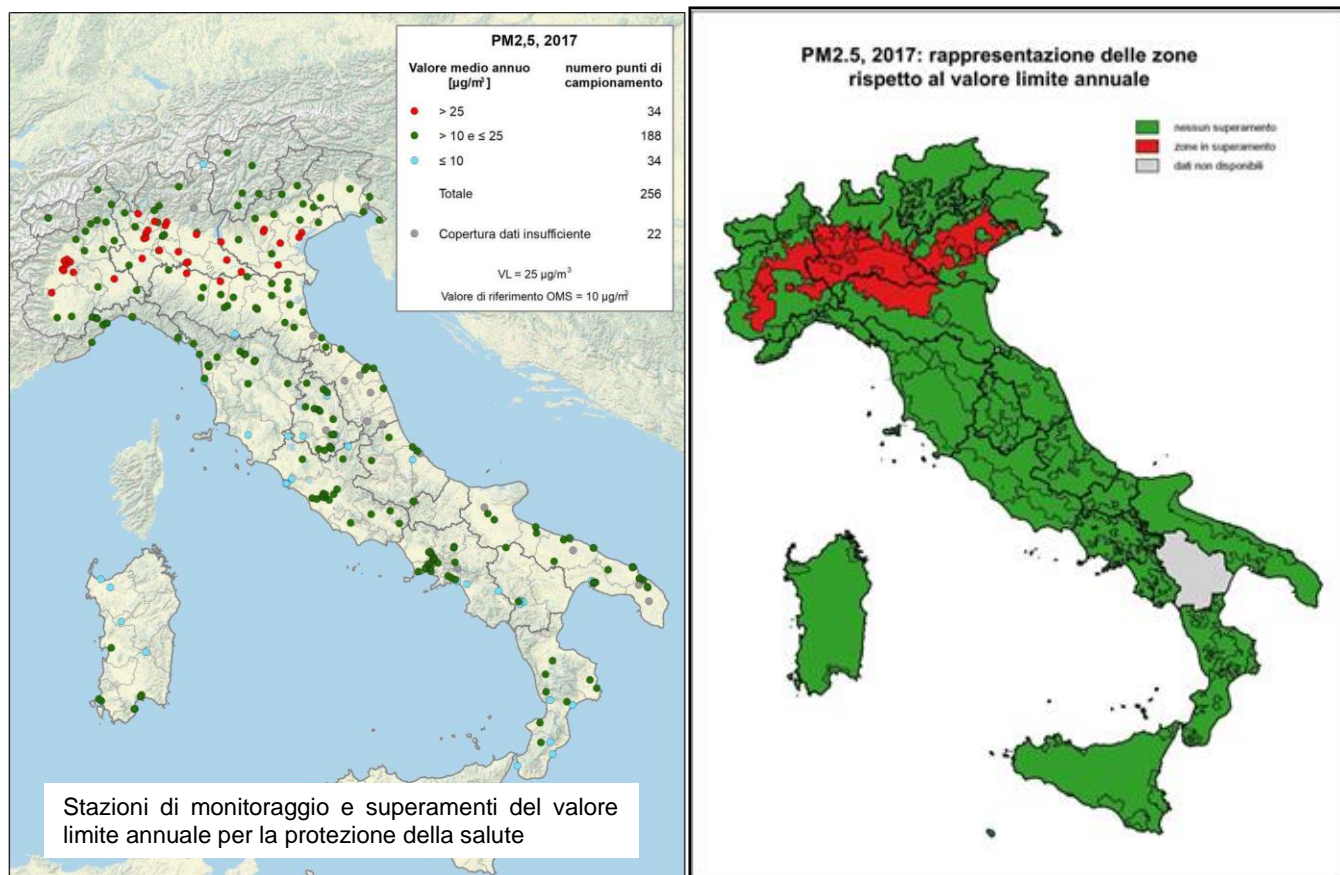 PM2,5, 2017
Valore medio annuo numero punti di
[µg/m³] campionamento
> 25 34
> 10 e ≤ 25 188
≤ 10 34
Totale 256
Copertura dati insufficiente 22
VL = 25 µg/m³
Valore di riferimento OMS = 10 µg/m³
Stazioni di monitoraggio e superamenti del valore
limite annuale per la protezione della salute
PM2.5, 2017: rappresentazione delle zone
rispetto al valore limite annuale
nessun superamento
zone in superamento
dati non disponibili